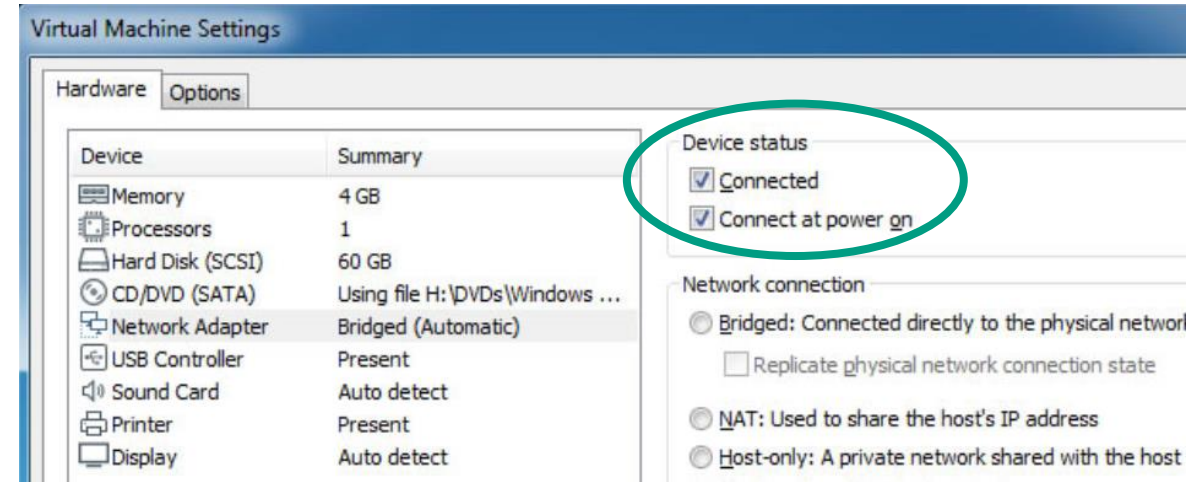 Virtual Machine Settings
Hardware Options
Device Summary
Memory 4 GB
Processors 1
Hard Disk (SCSI) 60 GB
CD/DVD (SATA) Using file H:\DVDs\Windows ...
Network Adapter Bridged (Automatic)
USB Controller Present
Sound Card Auto detect
Printer Present
Display Auto detect
Device status
Connected
Connect at power on
Network connection
Bridged: Connected directly to the physical network
Replicate physical network connection state
NAT: Used to share the host's IP address
Host-only: A private network shared with the host